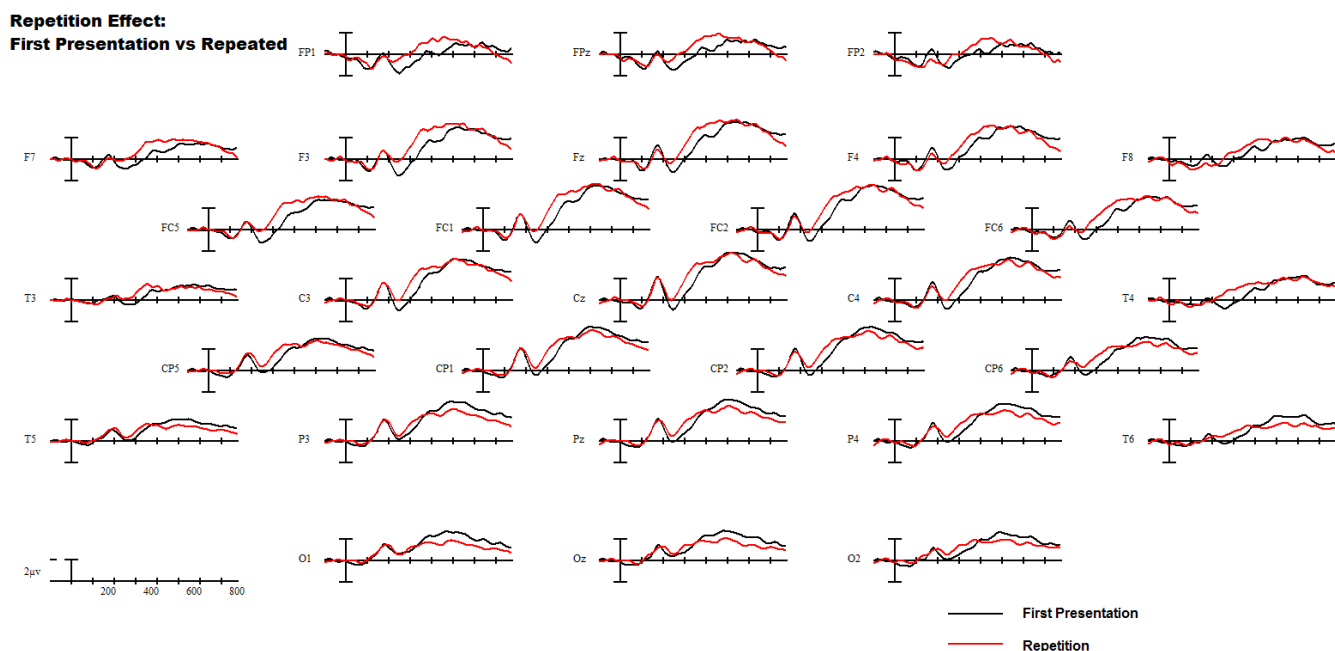 Repetition Effect:
First Presentation vs Repeated
FP1 FPz FP2
F7 F3 Fz F4 F8
FC5 FC1 FC2 FC6
T3 C3 Cz C4 T4
CP5 CP1 CP2 CP6
T5 P3 Pz P4 T6
O1 Oz O2
2μv
200 400 600 800
First Presentation
Repetition